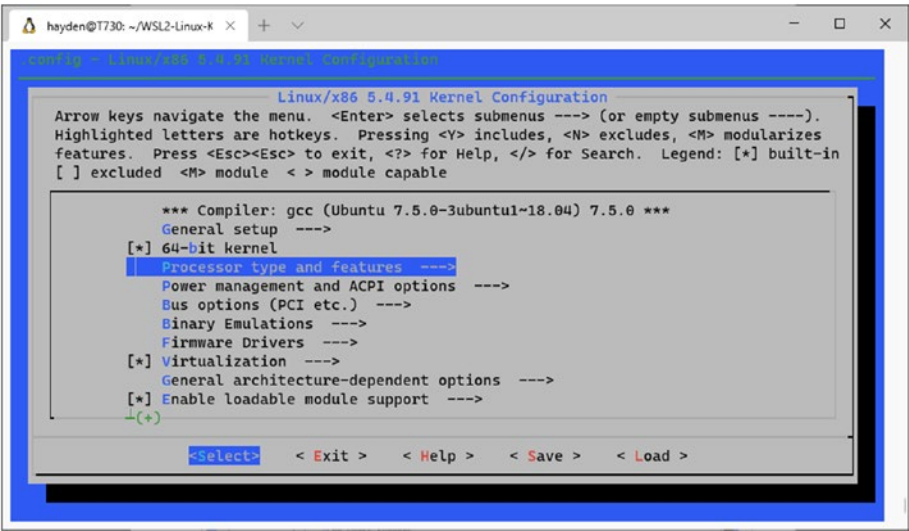 hayden@T730: ~/WSL2-Linux-K
.config - Linux/x86 5.4.91 Kernel Configuration
Linux/x86 5.4.91 Kernel Configuration
Arrow keys navigate the menu.  <Enter> selects submenus ---> (or empty submenus ----).
Highlighted letters are hotkeys.  Pressing <Y> includes, <N> excludes, <M> modularizes
features.  Press <Esc><Esc> to exit, <?> for Help, </> for Search.  Legend: [*] built-in
[ ] excluded  <M> module  < > module capable
*** Compiler: gcc (Ubuntu 7.5.0-3ubuntu1~18.04) 7.5.0 ***
General setup  --->
[*] 64-bit kernel
Processor type and features  --->
Power management and ACPI options  --->
Bus options (PCI etc.)  --->
Binary Emulations  --->
Firmware Drivers  --->
[*] Virtualization  --->
General architecture-dependent options  --->
[*] Enable loadable module support  --->
(+)
<Select>    < Exit >    < Help >    < Save >    < Load >